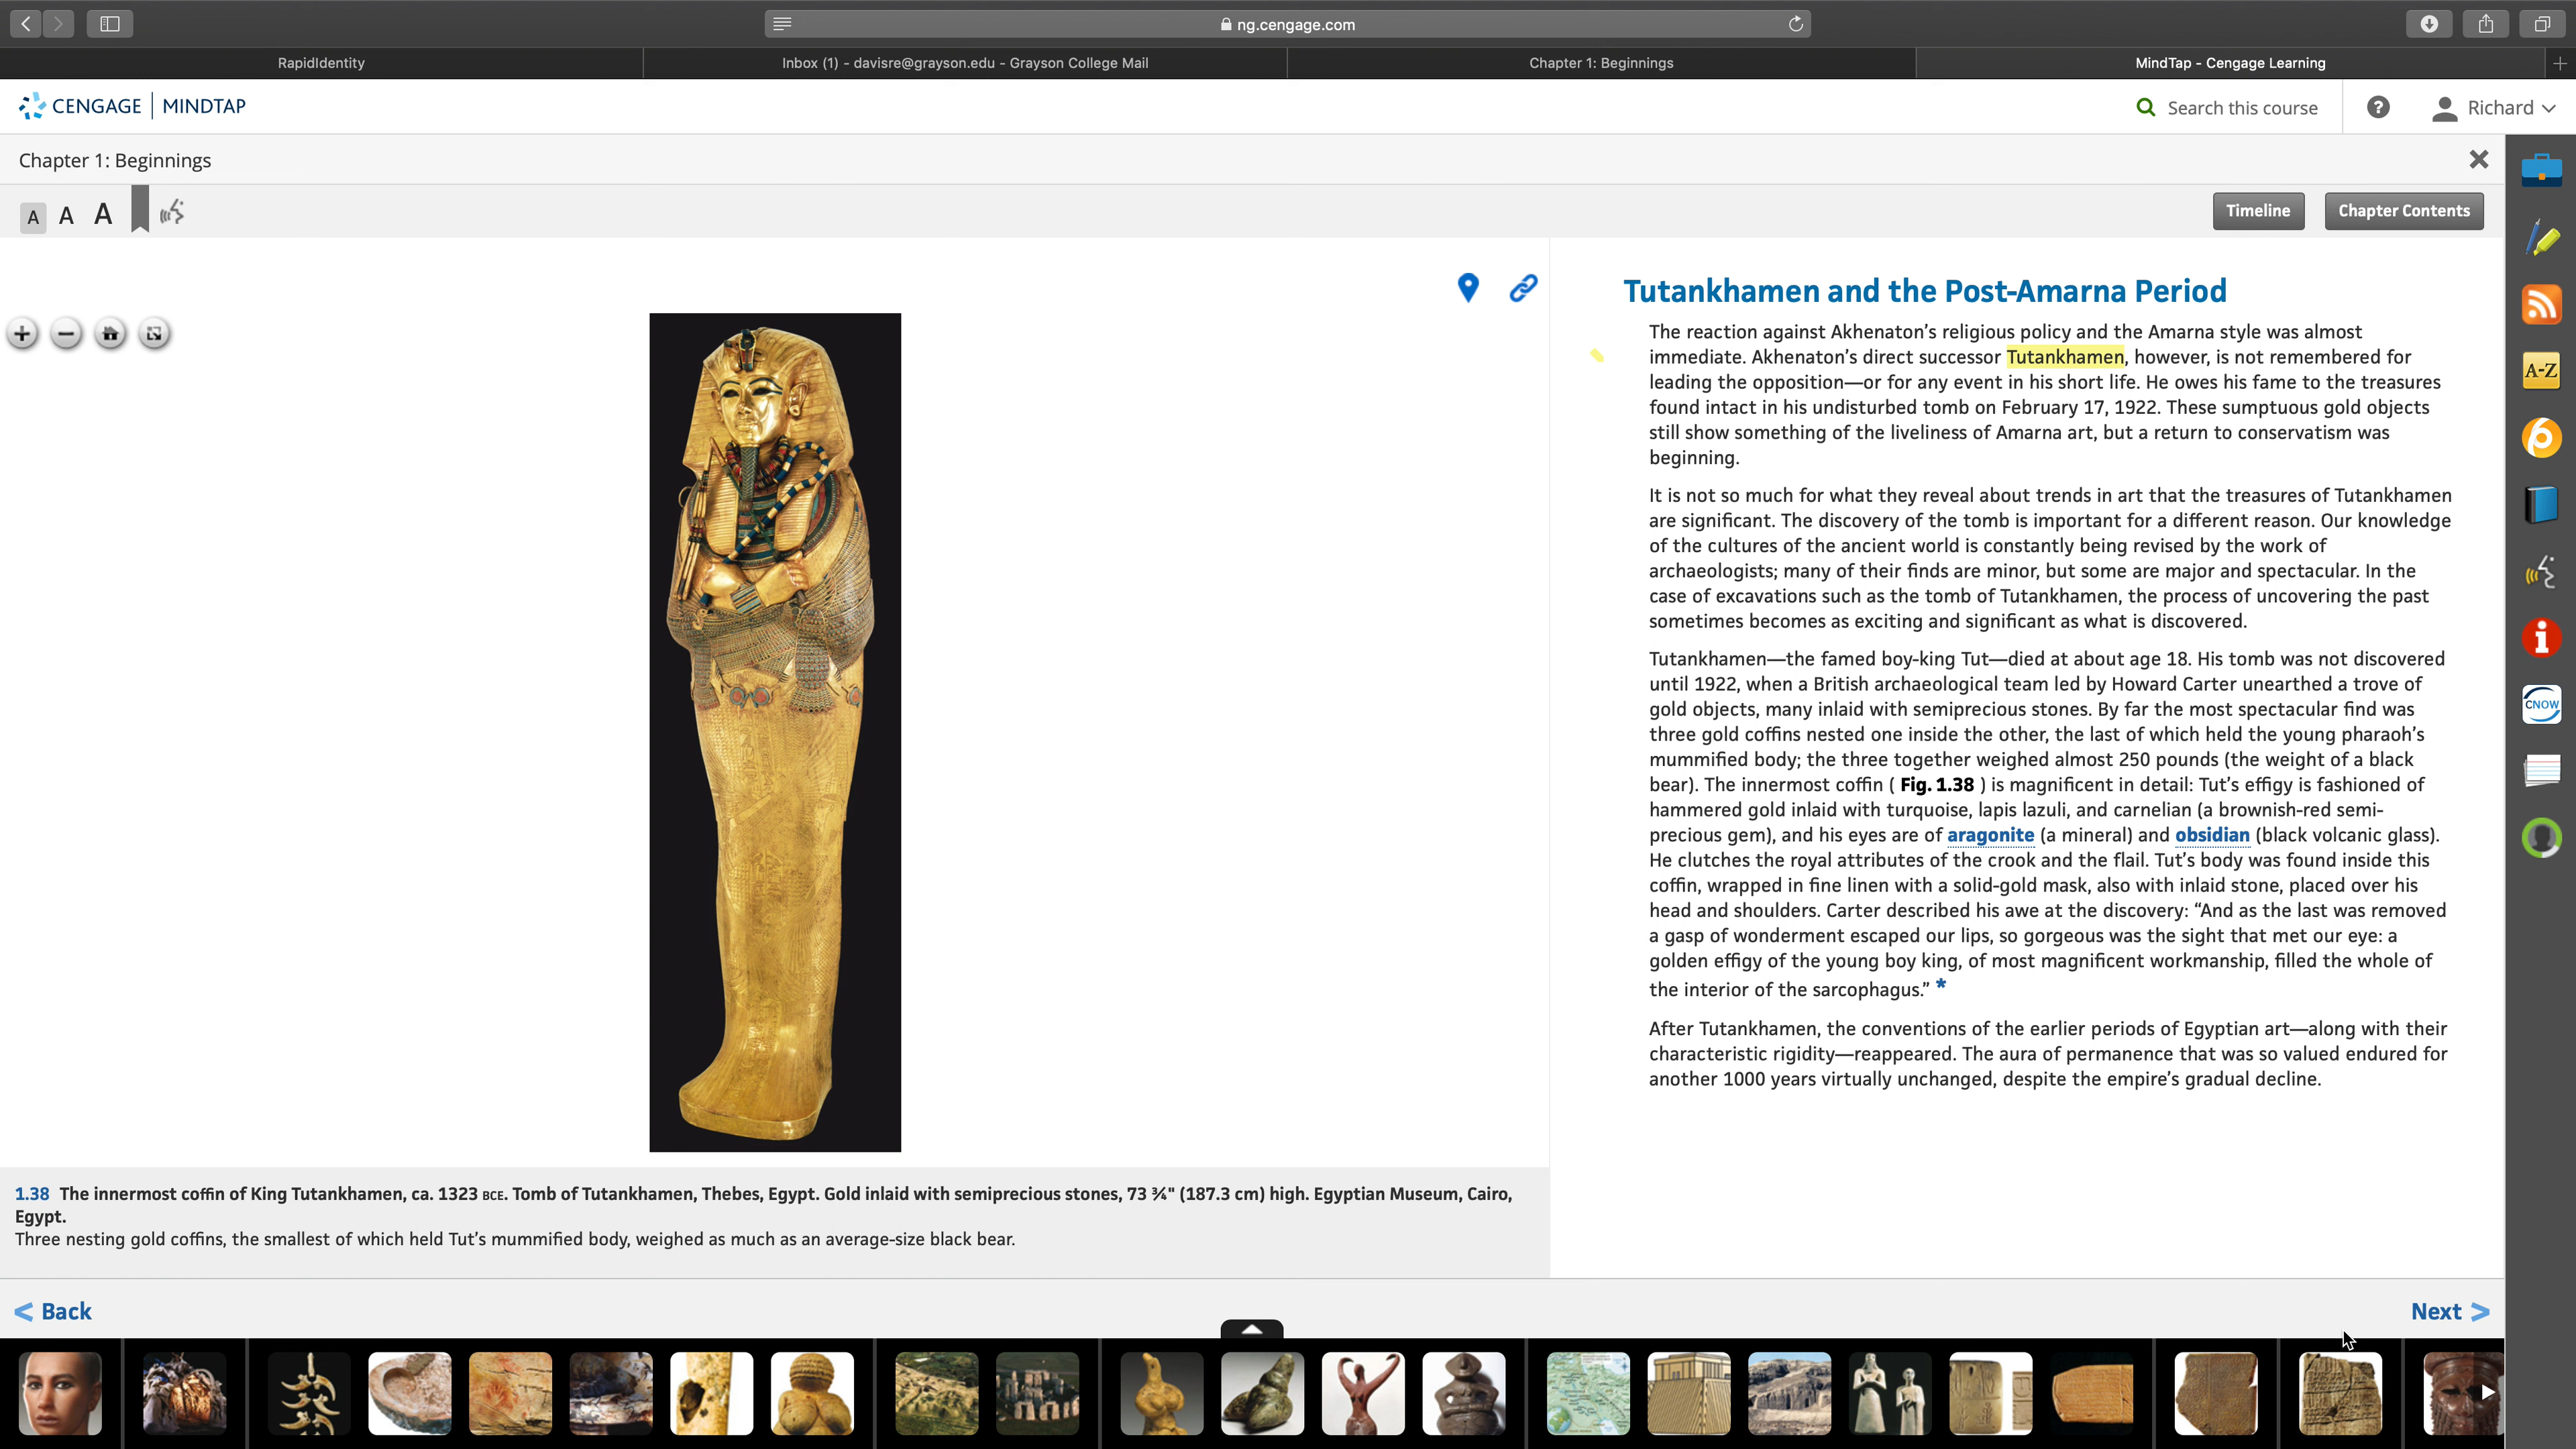 ng.cengage.com
RapidIdentity
Inbox (1) - davisre@grayson.edu - Grayson College Mail
Chapter 1: Beginnings
MindTap - Cengage Learning
CENGAGE | MINDTAP
Search this course
?
Richard
Chapter 1: Beginnings
A A A
Timeline
Chapter Contents
Tutankhamen and the Post-Amarna Period
The reaction against Akhenaton’s religious policy and the Amarna style was almost
immediate. Akhenaton’s direct successor Tutankhamen, however, is not remembered for
leading the opposition—or for any event in his short life. He owes his fame to the treasures
found intact in his undisturbed tomb on February 17, 1922. These sumptuous gold objects
still show something of the liveliness of Amarna art, but a return to conservatism was
beginning.
It is not so much for what they reveal about trends in art that the treasures of Tutankhamen
are significant. The discovery of the tomb is important for a different reason. Our knowledge
of the cultures of the ancient world is constantly being revised by the work of
archaeologists; many of their finds are minor, but some are major and spectacular. In the
case of excavations such as the tomb of Tutankhamen, the process of uncovering the past
sometimes becomes as exciting and significant as what is discovered.
Tutankhamen—the famed boy-king Tut—died at about age 18. His tomb was not discovered
until 1922, when a British archaeological team led by Howard Carter unearthed a trove of
gold objects, many inlaid with semiprecious stones. By far the most spectacular find was
three gold coffins nested one inside the other, the last of which held the young pharaoh’s
mummified body; the three together weighed almost 250 pounds (the weight of a black
bear). The innermost coffin ( Fig. 1.38 ) is magnificent in detail: Tut’s effigy is fashioned of
hammered gold inlaid with turquoise, lapis lazuli, and carnelian (a brownish-red semi-
precious gem), and his eyes are of aragonite (a mineral) and obsidian (black volcanic glass).
He clutches the royal attributes of the crook and the flail. Tut’s body was found inside this
coffin, wrapped in fine linen with a solid-gold mask, also with inlaid stone, placed over his
head and shoulders. Carter described his awe at the discovery: “And as the last was removed
a gasp of wonderment escaped our lips, so gorgeous was the sight that met our eye: a
golden effigy of the young boy king, of most magnificent workmanship, filled the whole of
the interior of the sarcophagus.” *
After Tutankhamen, the conventions of the earlier periods of Egyptian art—along with their
characteristic rigidity—reappeared. The aura of permanence that was so valued endured for
another 1000 years virtually unchanged, despite the empire’s gradual decline.
1.38 The innermost coffin of King Tutankhamen, ca. 1323 BCE. Tomb of Tutankhamen, Thebes, Egypt. Gold inlaid with semiprecious stones, 73 ¾" (187.3 cm) high. Egyptian Museum, Cairo,
Egypt.
Three nesting gold coffins, the smallest of which held Tut’s mummified body, weighed as much as an average-size black bear.
< Back
Next >
A-Z
CNOW